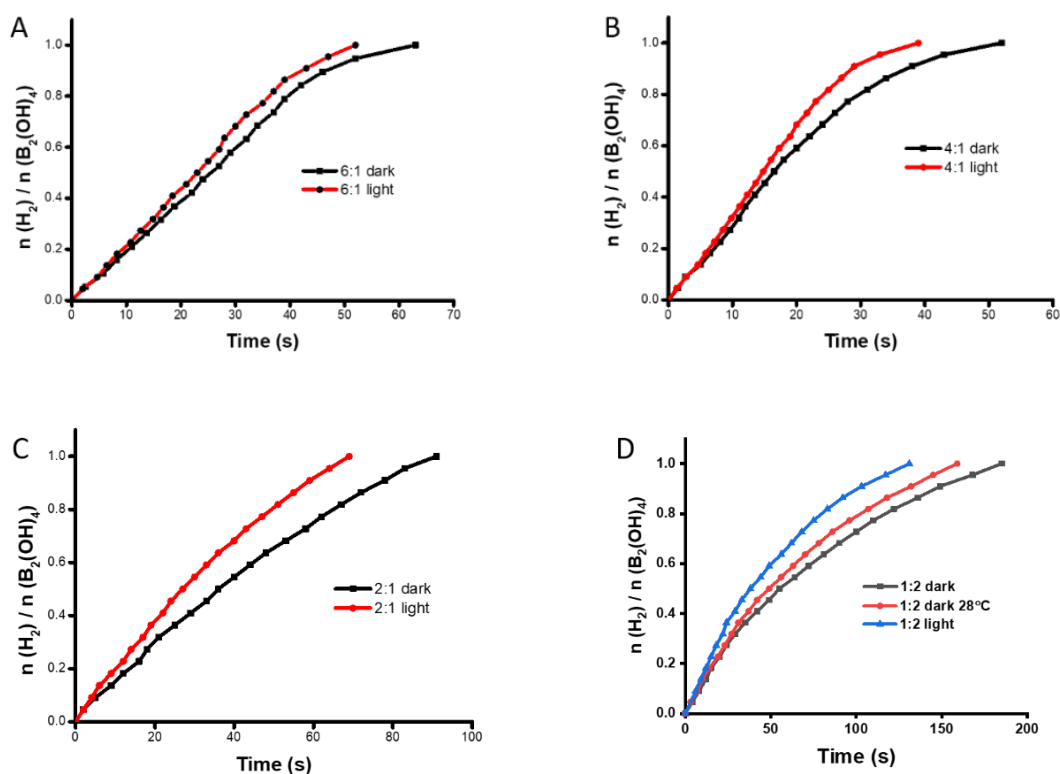 A
n (H₂) / n (B₂(OH)₄)
1.0
0.8
0.6
0.4
0.2
0.0
6:1 dark
6:1 light
0 10 20 30 40 50 60 70
Time (s)
B
n (H₂) / n (B₂(OH)₄)
1.0
0.8
0.6
0.4
0.2
0.0
4:1 dark
4:1 light
0 10 20 30 40 50 60
Time (s)
C
n (H₂) / n (B₂(OH)₄)
1.0
0.8
0.6
0.4
0.2
0.0
2:1 dark
2:1 light
0 20 40 60 80 100
Time (s)
D
n (H₂) / n (B₂(OH)₄)
1.0
0.8
0.6
0.4
0.2
0.0
1:2 dark
1:2 dark 28°C
1:2 light
0 50 100 150 200
Time (s)